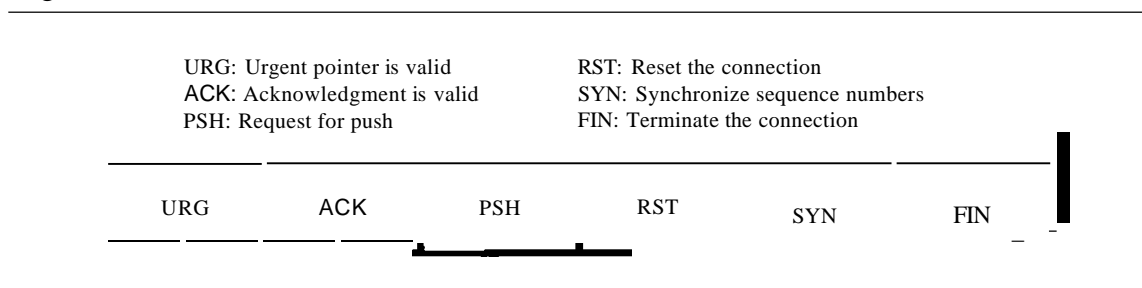 URG: Urgent pointer is valid
ACK: Acknowledgment is valid
PSH: Request for push
RST: Reset the connection
SYN: Synchronize sequence numbers
FIN: Terminate the connection
URG ACK PSH RST SYN FIN